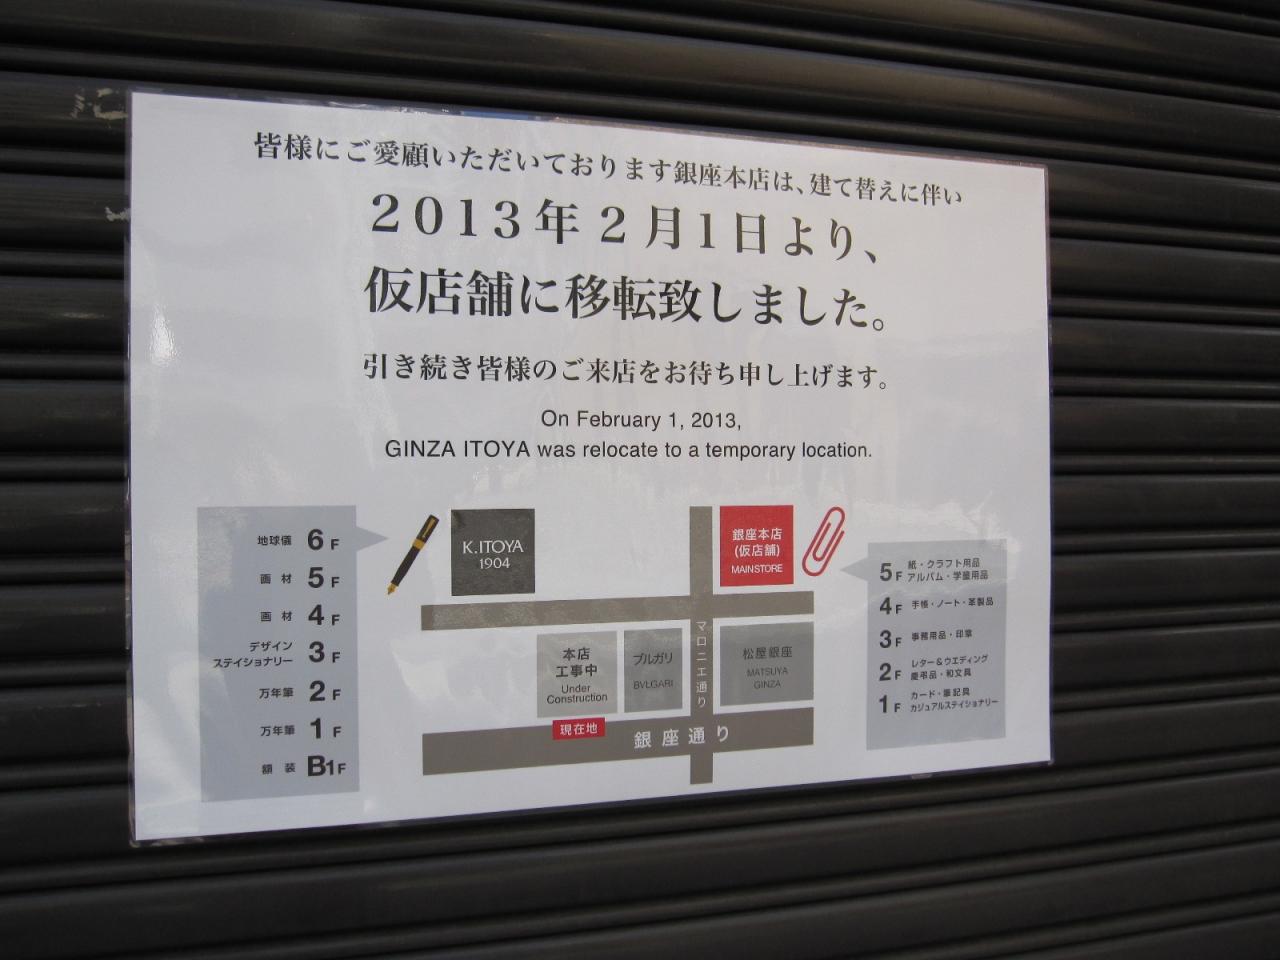 皆様にご愛顧いただいております銀座本店は、建て替えに伴い
2013年2月1日より、
仮店舗に移転致しました。
引き続き皆様のご来店をお待ち申し上げます。
On February 1, 2013,
GINZA ITOYA was relocate to a temporary location.
地球儀 6F
画材 5F
画材 4F
デザイン
ステイショナリー 3F
万年筆 2F
万年筆 1F
額装 B1F
K.ITOYA
1904
銀座本店
(仮店舗)
MAINSTORE
本店
工事中
Under
Construction
現在地
ブルガリ
BVLGARI
マロニエ通り
松屋銀座
MATSUYA
GINZA
銀座通り
5F 紙・クラフト用品
アルバム・学童用品
4F 手帳・ノート・革製品
3F 事務用品・印章
2F レター&ウエディング
慶弔品・和文具
1F カード・筆記具
カジュアルステイショナリー